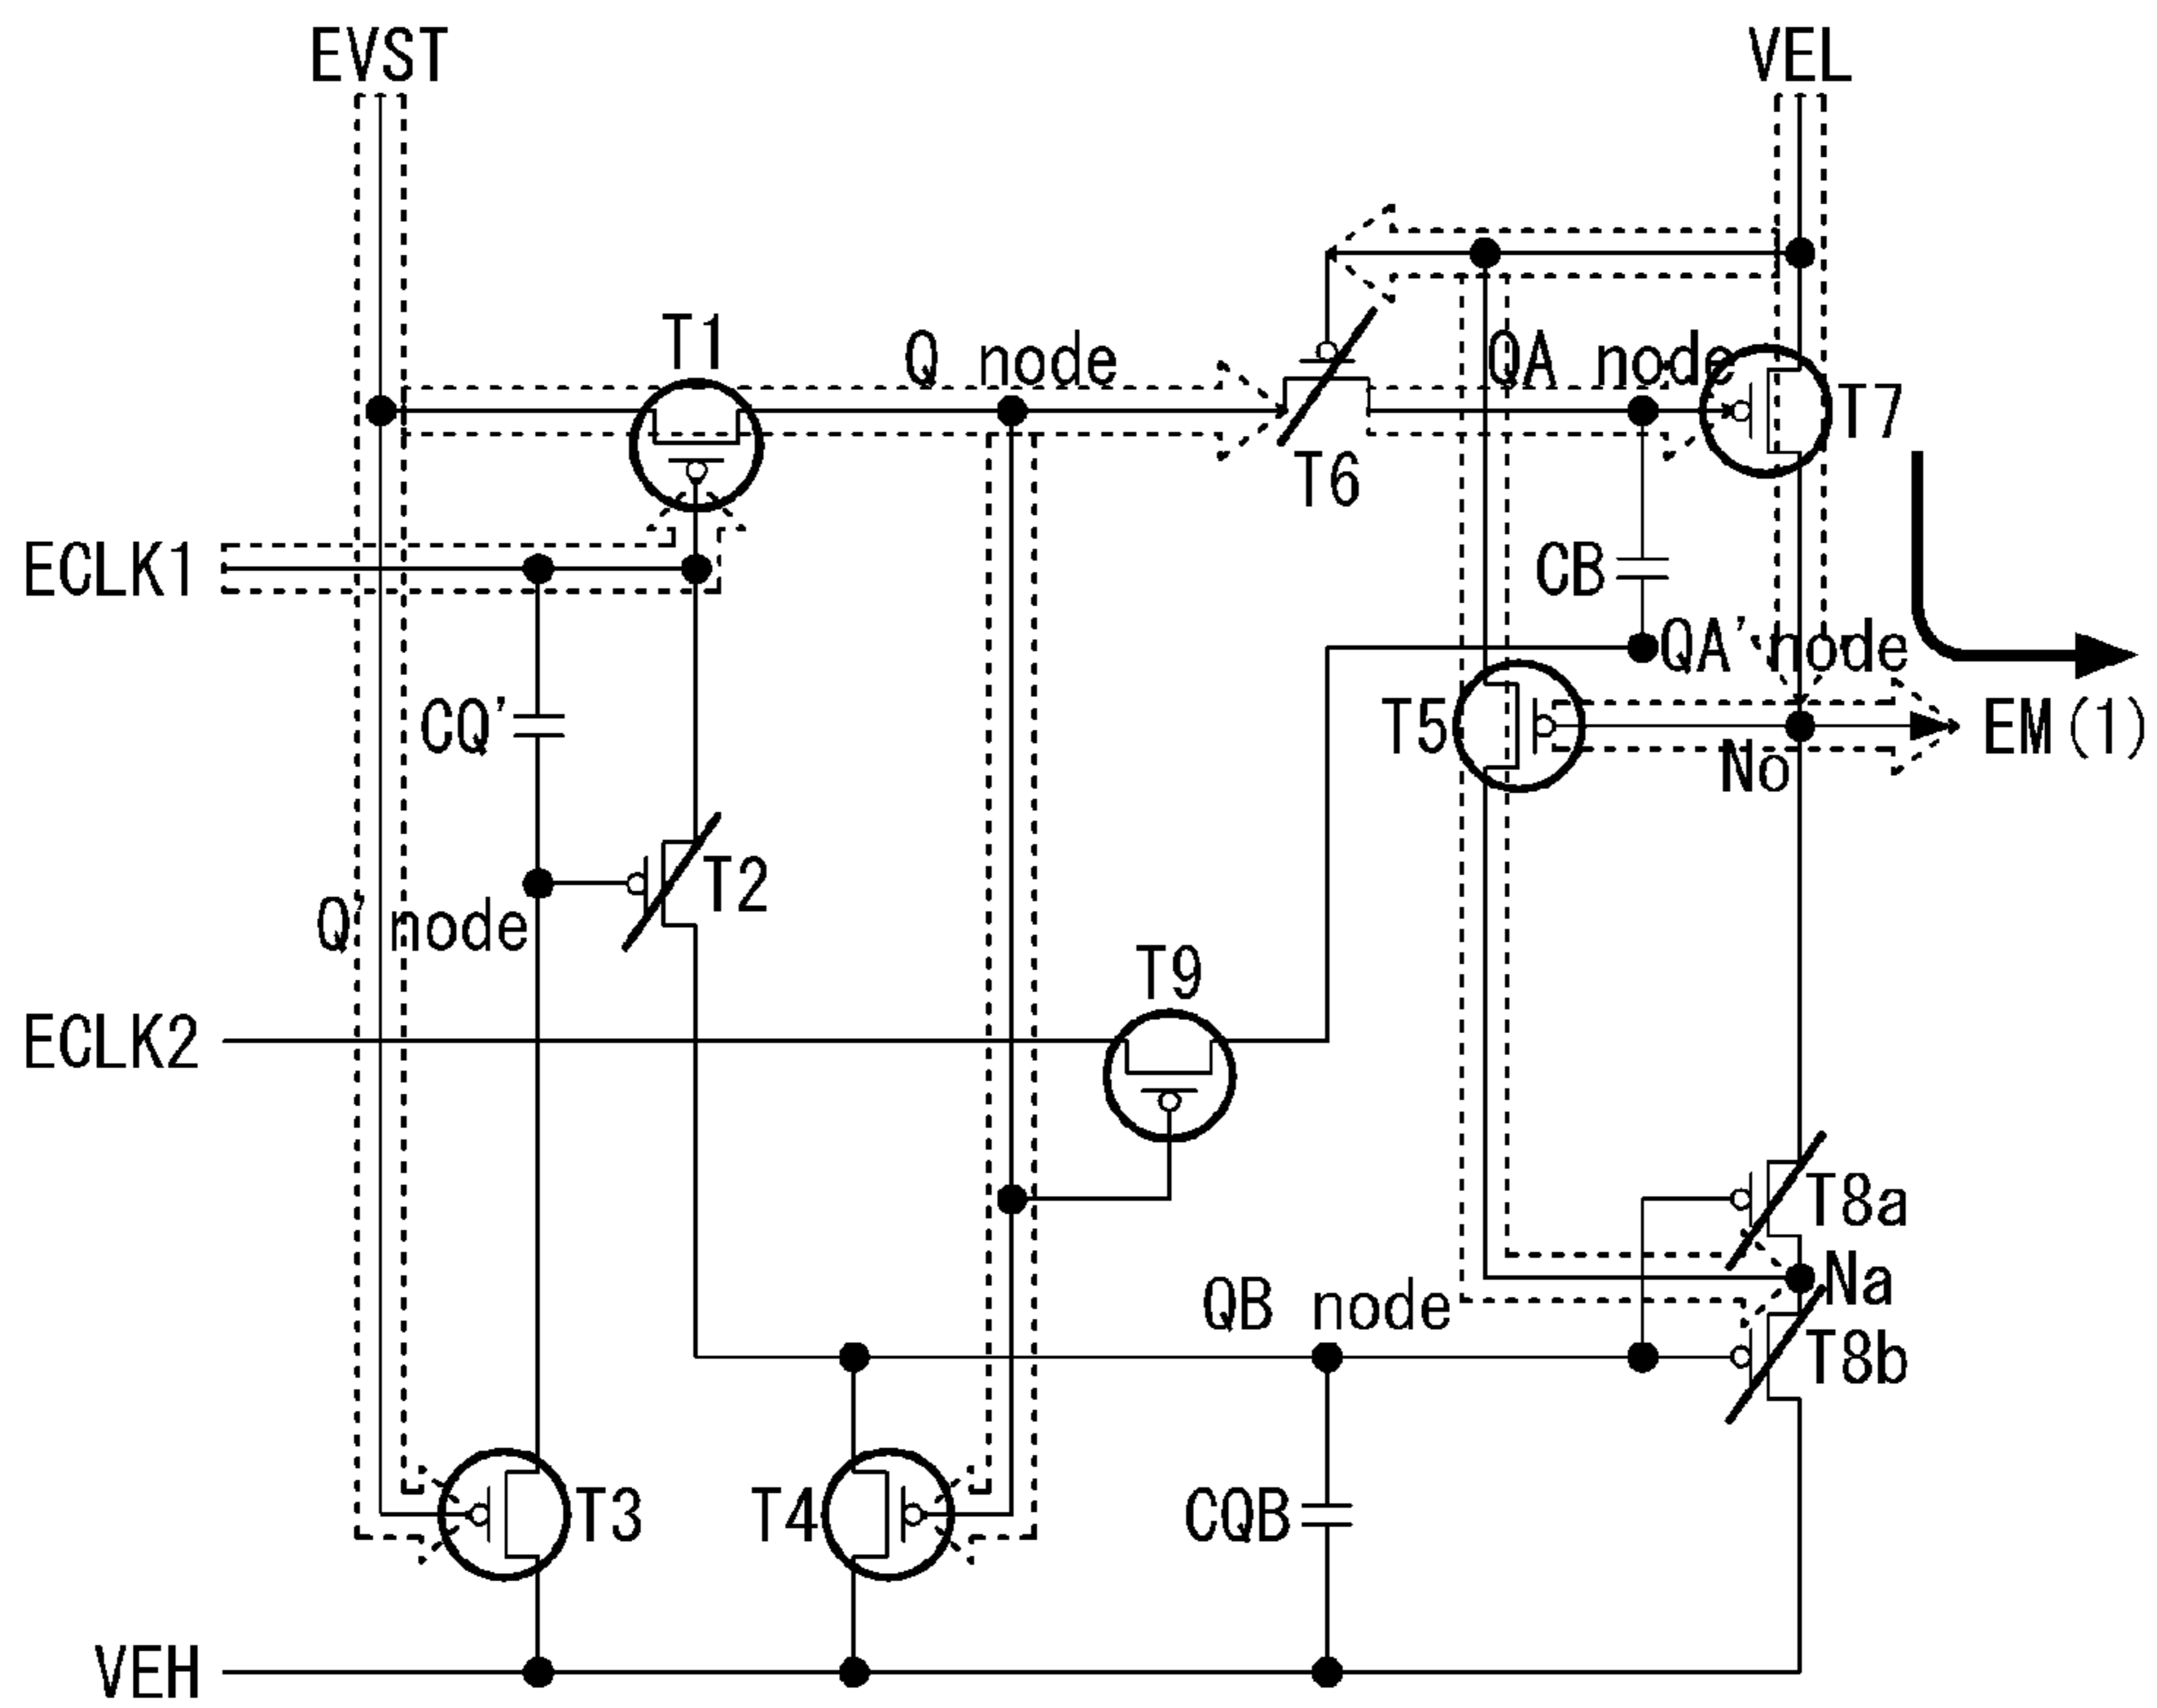 EVST
VEL
T1
Q node
QA node
T7
T6
ECLK1
CB
QA' node
CQ'
T5
No
EM(1)
T2
Q' node
T9
ECLK2
T8a
Na
QB node
T8b
T3
T4
CQB
VEH